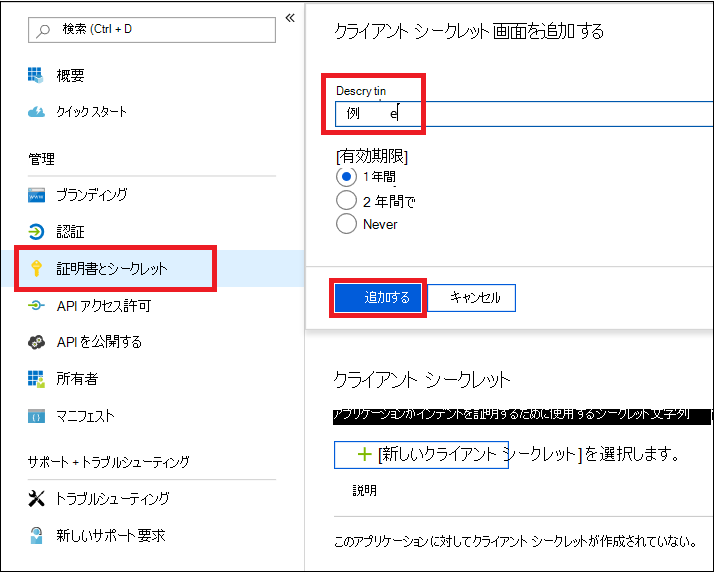 検索 (Ctrl + D
«
概要
クイックスタート
管理
ブランディング
認証
証明書とシークレット
API アクセス許可
APIを公開する
所有者
マニフェスト
サポート + トラブルシューティング
トラブルシューティング
新しいサポート要求
クライアント シークレット 画面を追加する
Descry tin
例 e
[有効期限]
1 年間
2 年間で
Never
追加する
キャンセル
クライアント シークレット
アプリケーションがインテントを証明するために使用するシークレット文字列
+ [新しいクライアント シークレット] を選択します。
説明
このアプリケーションに対してクライアント シークレットが作成されていない。